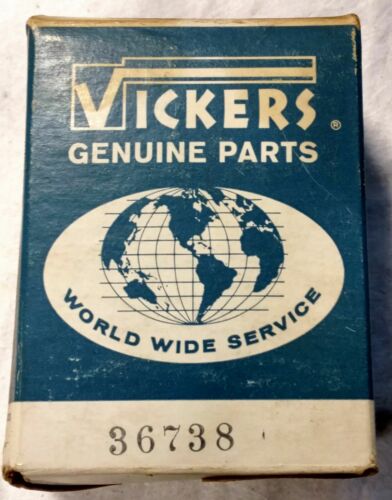 VICKERS ®
GENUINE PARTS
WORLD WIDE SERVICE
36738